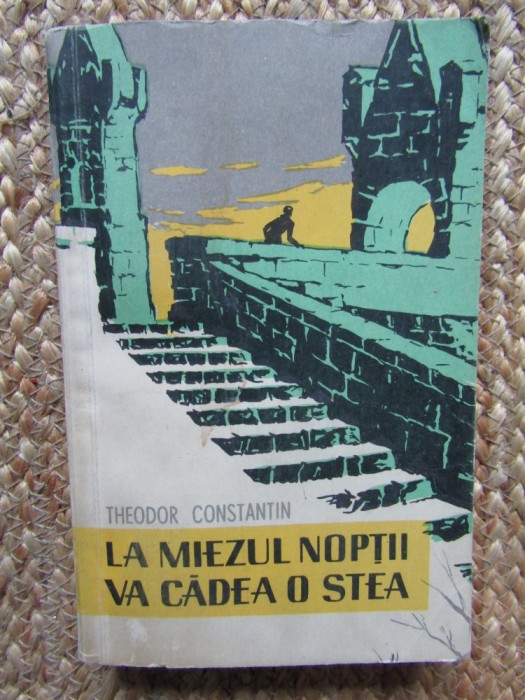 THEODOR CONSTANTIN
LA MIEZUL NOPȚII
VA CĂDEA O STEA